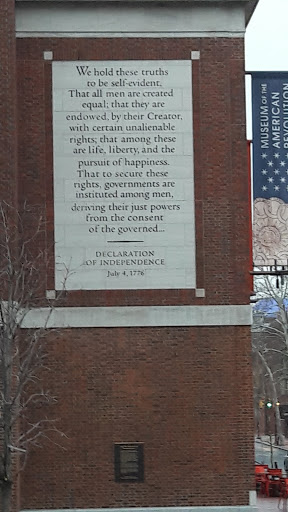 We hold these truths
to be self-evident,
That all men are created
equal; that they are
endowed, by their Creator,
with certain unalienable
rights; that among these
are life, liberty, and the
pursuit of happiness.
That to secure these
rights, governments are
instituted among men,
deriving their just powers
from the consent
of the governed...
DECLARATION
OF INDEPENDENCE
July 4, 1776
MUSEUM OF THE
AMERICAN
REVOLUTION